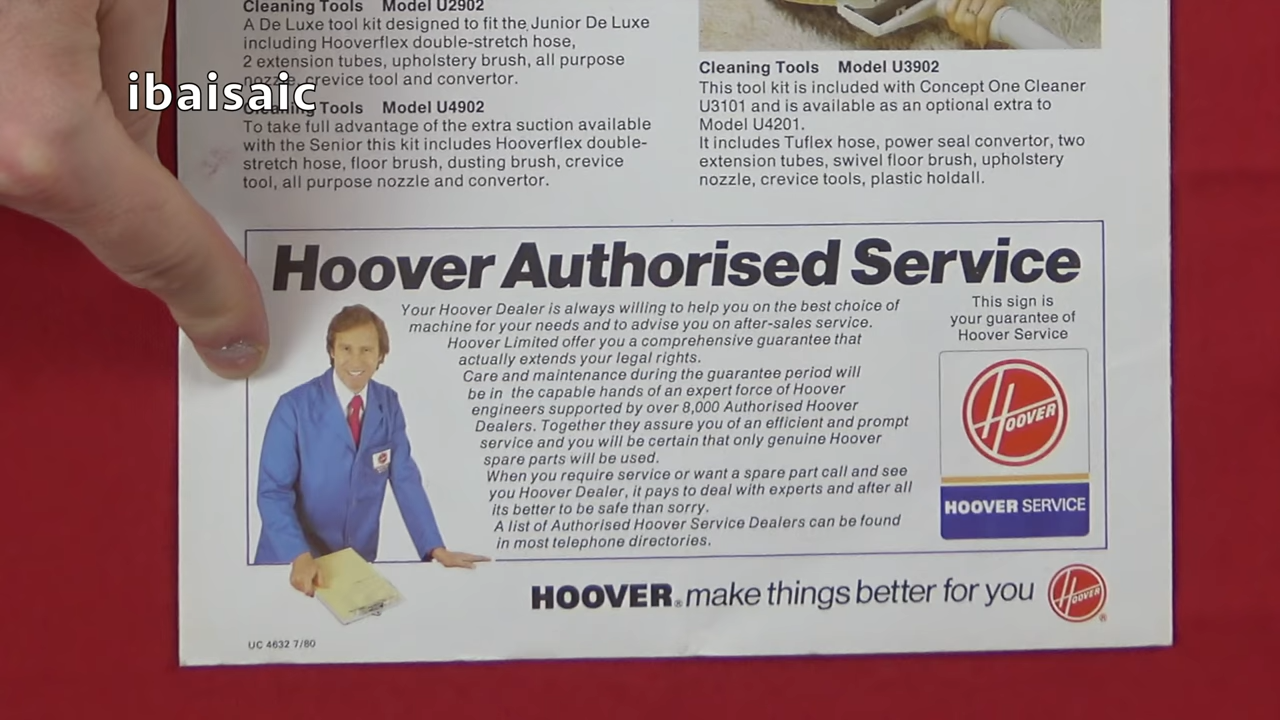 Cleaning Tools Model U2902
A De Luxe tool kit designed to fit the Junior De Luxe
including Hooverflex double-stretch hose,
2 extension tubes, upholstery brush, all purpose
nozzle, crevice tool and convertor.
ibaisaic
Cleaning Tools Model U4902
To take full advantage of the extra suction available
with the Senior this kit includes Hooverflex double-
stretch hose, floor brush, dusting brush, crevice
tool, all purpose nozzle and convertor.
Cleaning Tools Model U3902
This tool kit is included with Concept One Cleaner
U3101 and is available as an optional extra to
Model U4201.
It includes Tuflex hose, power seal convertor, two
extension tubes, swivel floor brush, upholstery
nozzle, crevice tools, plastic holdall.
Hoover Authorised Service
Your Hoover Dealer is always willing to help you on the best choice of
machine for your needs and to advise you on after-sales service.
Hoover Limited offer you a comprehensive guarantee that
actually extends your legal rights.
Care and maintenance during the guarantee period will
be in the capable hands of an expert force of Hoover
engineers supported by over 8,000 Authorised Hoover
Dealers. Together they assure you of an efficient and prompt
service and you will be certain that only genuine Hoover
spare parts will be used.
When you require service or want a spare part call and see
you Hoover Dealer, it pays to deal with experts and after all
its better to be safe than sorry.
A list of Authorised Hoover Service Dealers can be found
in most telephone directories.
This sign is
your guarantee of
Hoover Service
HOOVER
HOOVER SERVICE
HOOVER® make things better for you
HOOVER ®
UC 4632 7/80